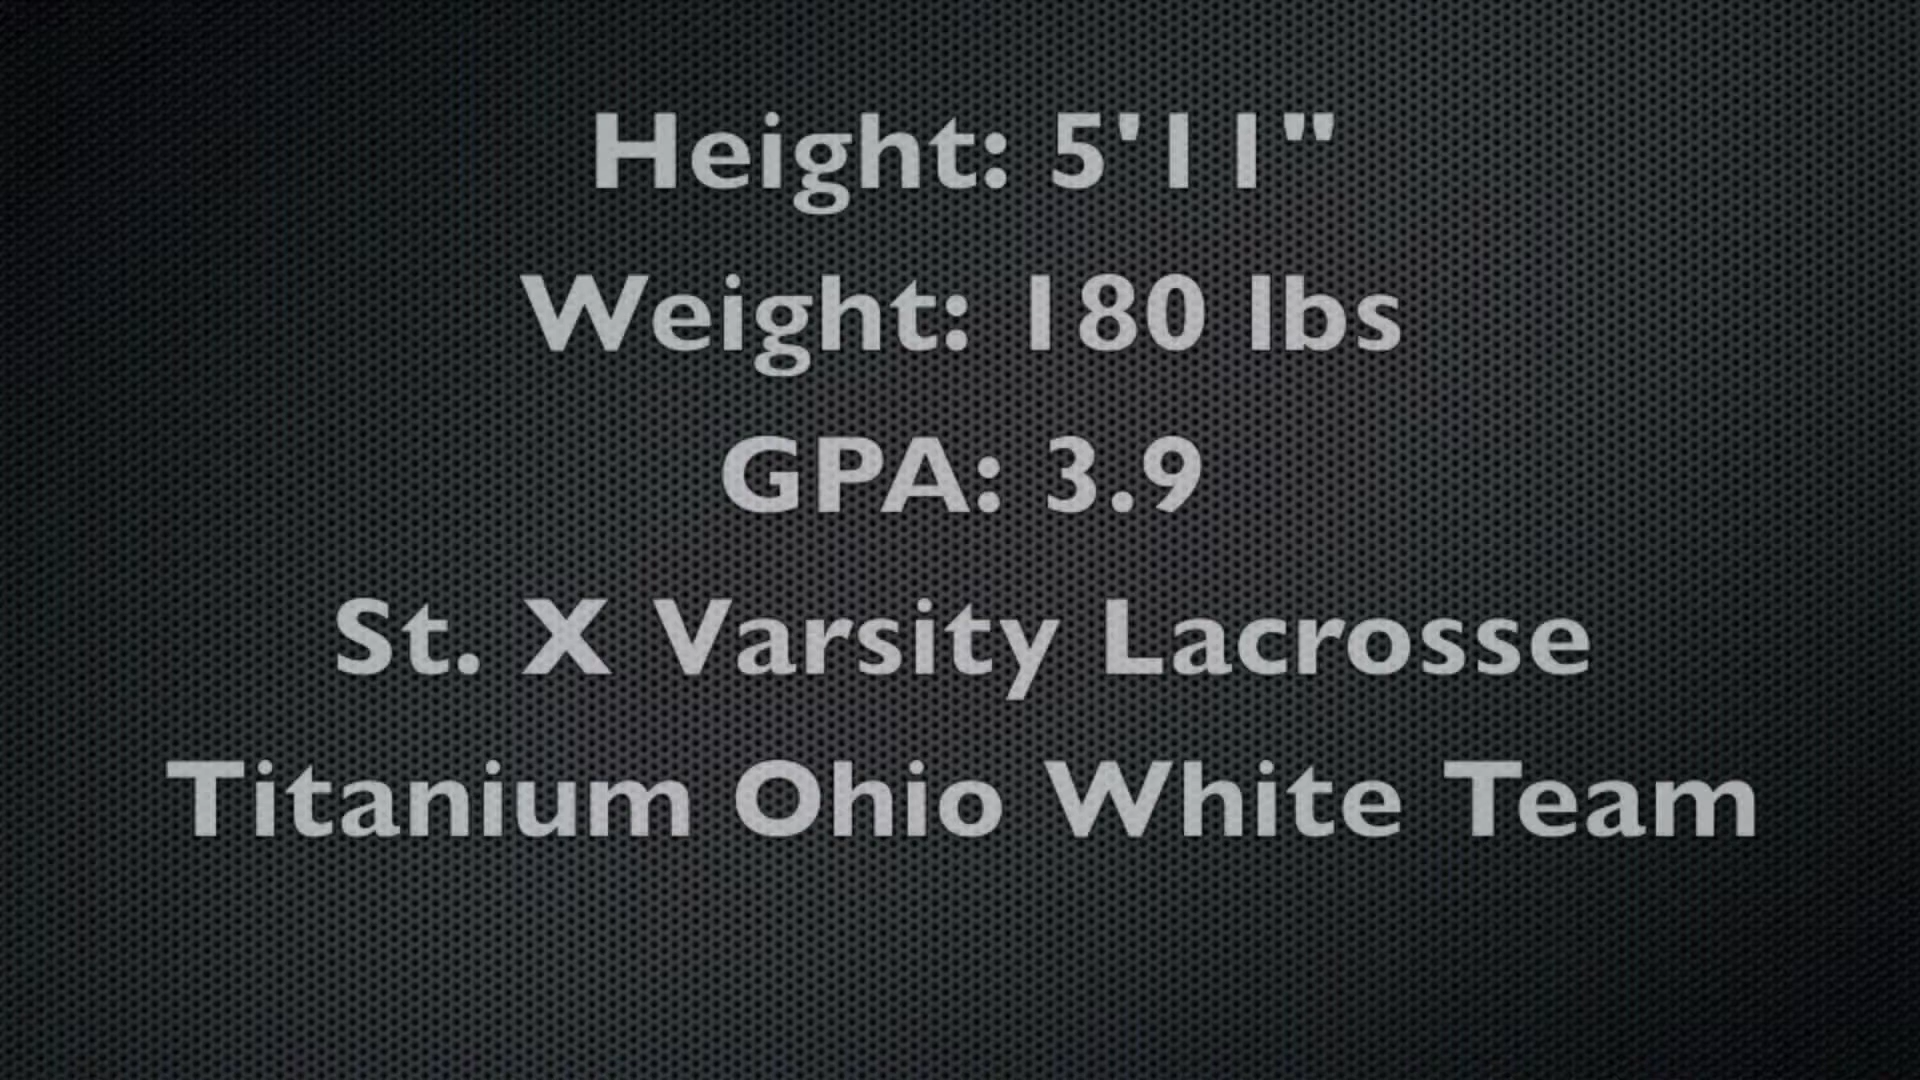 Height: 5'11"
Weight: 180 lbs
GPA: 3.9
St. X Varsity Lacrosse
Titanium Ohio White Team